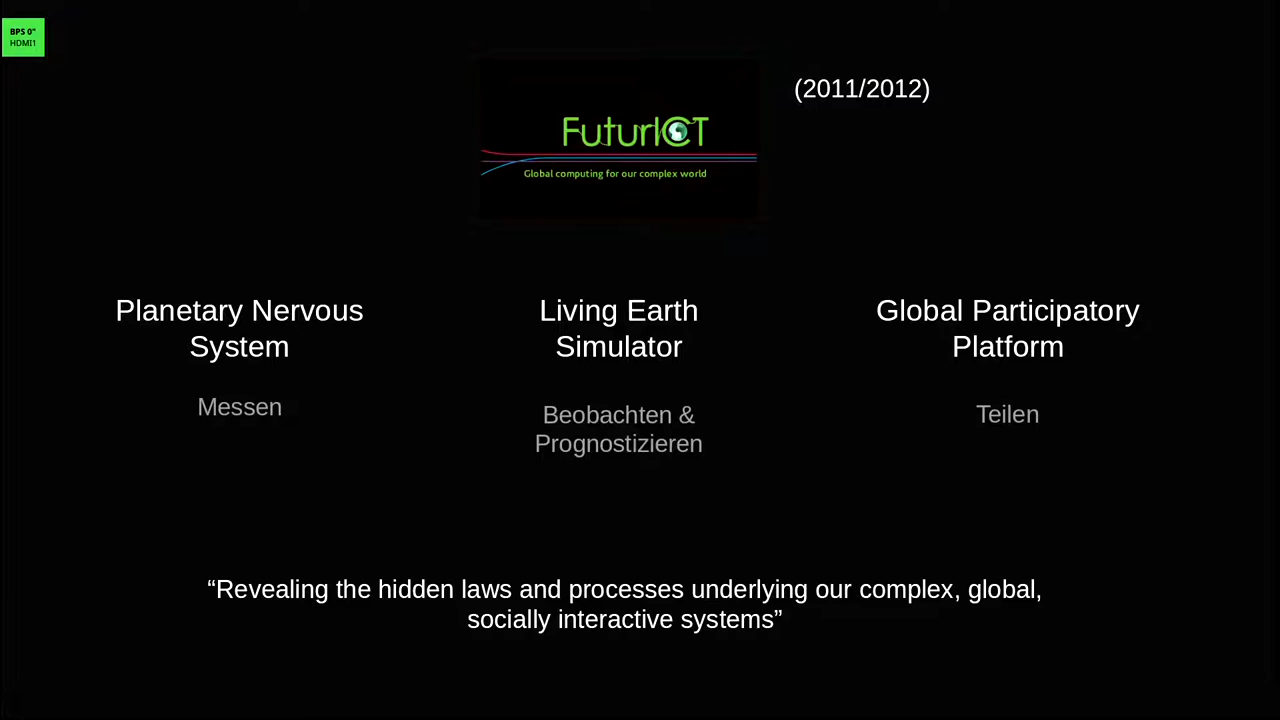 BPS 0"
HDMI1
(2011/2012)
FuturICT
Global computing for our complex world
Planetary Nervous
System
Messen
Living Earth
Simulator
Beobachten &
Prognostizieren
Global Participatory
Platform
Teilen
“Revealing the hidden laws and processes underlying our complex, global,
socially interactive systems”